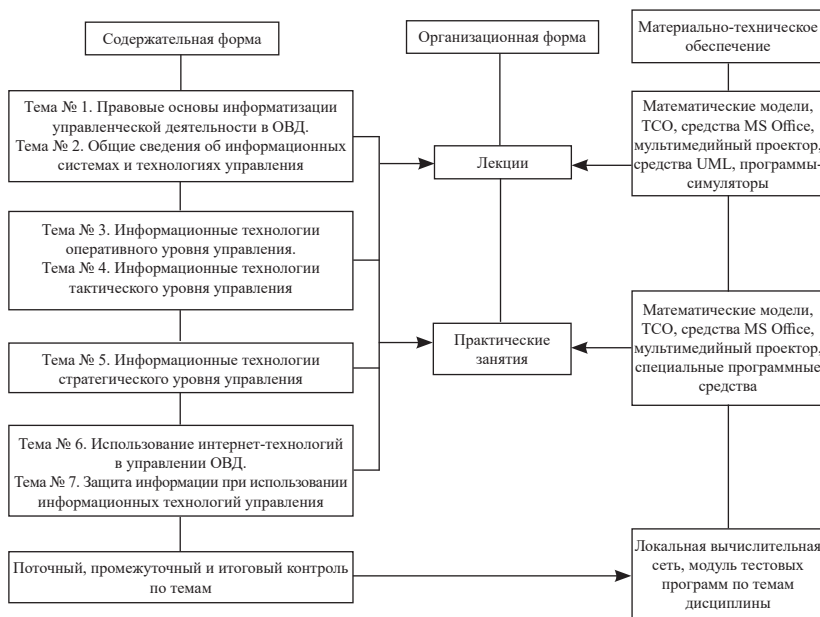 Содержательная форма
Тема № 1. Правовые основы информатизации
управленческой деятельности в ОВД.
Тема № 2. Общие сведения об информационных
системах и технологиях управления
Тема № 3. Информационные технологии
оперативного уровня управления.
Тема № 4. Информационные технологии
тактического уровня управления
Тема № 5. Информационные технологии
стратегического уровня управления
Тема № 6. Использование интернет-технологий
в управлении ОВД.
Тема № 7. Защита информации при использовании
информационных технологий управления
Поточный, промежуточный и итоговый контроль
по темам
Организационная форма
Лекции
Практические
занятия
Материально-техническое
обеспечение
Математические модели,
ТСО, средства MS Office,
мультимедийный проектор,
средства UML, программы-
симуляторы
Математические модели,
ТСО, средства MS Office,
мультимедийный проектор,
специальные программные
средства
Локальная вычислительная
сеть, модуль тестовых
программ по темам
дисциплины